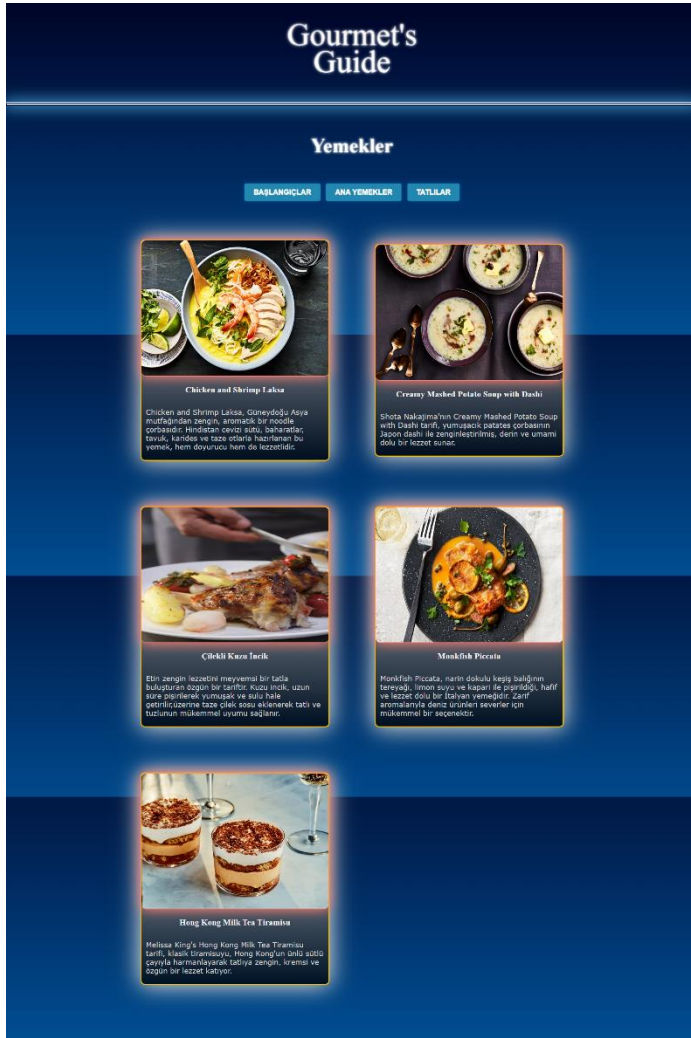 Gourmet's
Guide
Yemekler
BAŞLANGIÇLAR
ANA YEMEKLER
TATLILAR
Chicken and Shrimp Laksa
Chicken and Shrimp Laksa, Güneydoğu Asya
mutfağından zengin, aromatik bir noodle
çorbasıdır. Hindistan cevizi sütü, baharatlar,
tavuk, karides ve taze otlarla hazırlanan bu
yemek, hem doyurucu hem de lezzetlidir.
Creamy Mashed Potato Soup with Dashi
Shota Nakajima'nın Creamy Mashed Potato Soup
with Dashi tarifi, yumuşacık patates çorbasının
Japon dashi ile zenginleştirilmiş, derin ve umami
dolu bir lezzet sunar.
Çilekli Kuzu İncik
Etin zengin lezzetini meyvemsi bir tatla
buluşturan özgün bir tariftir. Kuzu incik, uzun
süre pişirilerek yumuşak ve sulu hale
getirilir,üzerine taze çilek sosu eklenerek tatlı ve
tuzlunun mükemmel uyumu sağlanır.
Monkfish Piccata
Monkfish Piccata, narin dokulu keşiş balığının
tereyağı, limon suyu ve kapari ile pişirildiği, hafif
ve lezzet dolu bir İtalyan yemeğidir. Zarif
aromalarıyla deniz ürünleri severler için
mükemmel bir seçenektir.
Hong Kong Milk Tea Tiramisu
Melissa King's Hong Kong Milk Tea Tiramisu
tarifi, klasik tiramisuyu, Hong Kong'un ünlü sütlü
çayıyla harmanlayarak tatlıya zengin, kremsi ve
özgün bir lezzet katıyor.